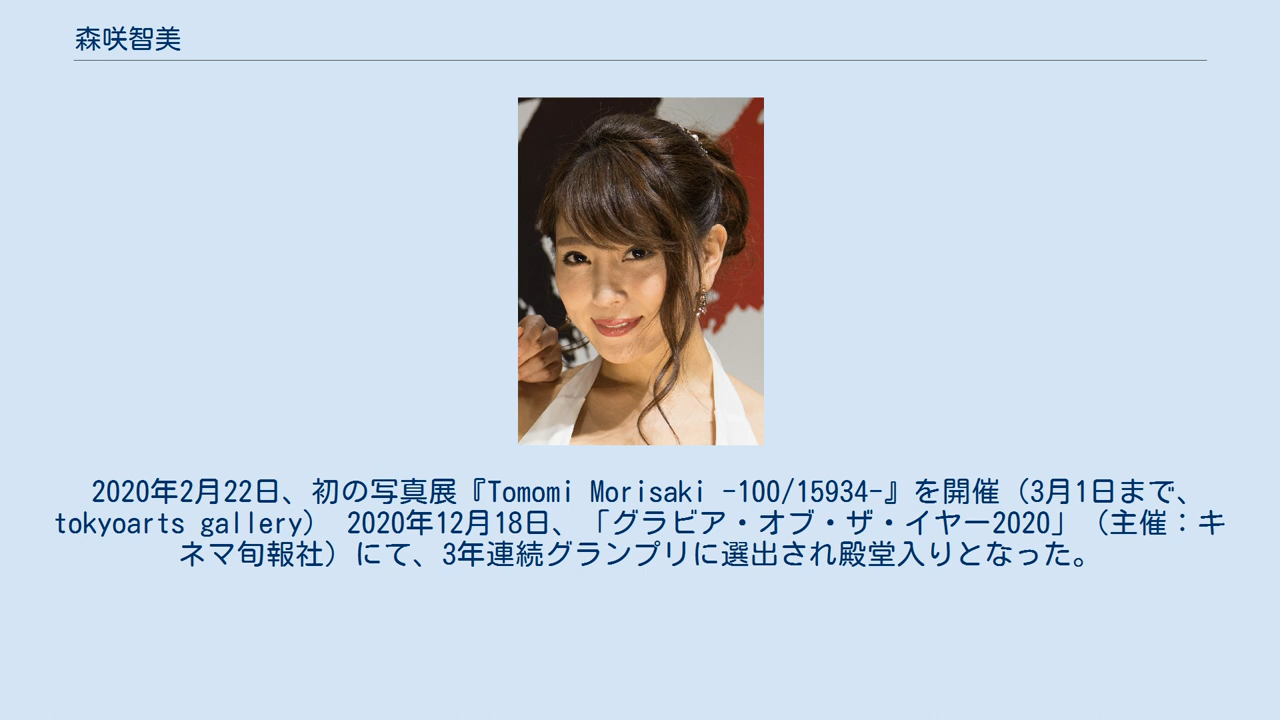 森咲智美
2020年2月22日、初の写真展『Tomomi Morisaki -100/15934-』を開催（3月1日まで、
tokyoarts gallery） 2020年12月18日、「グラビア・オブ・ザ・イヤー2020」（主催：キ
ネマ旬報社）にて、3年連続グランプリに選出され殿堂入りとなった。